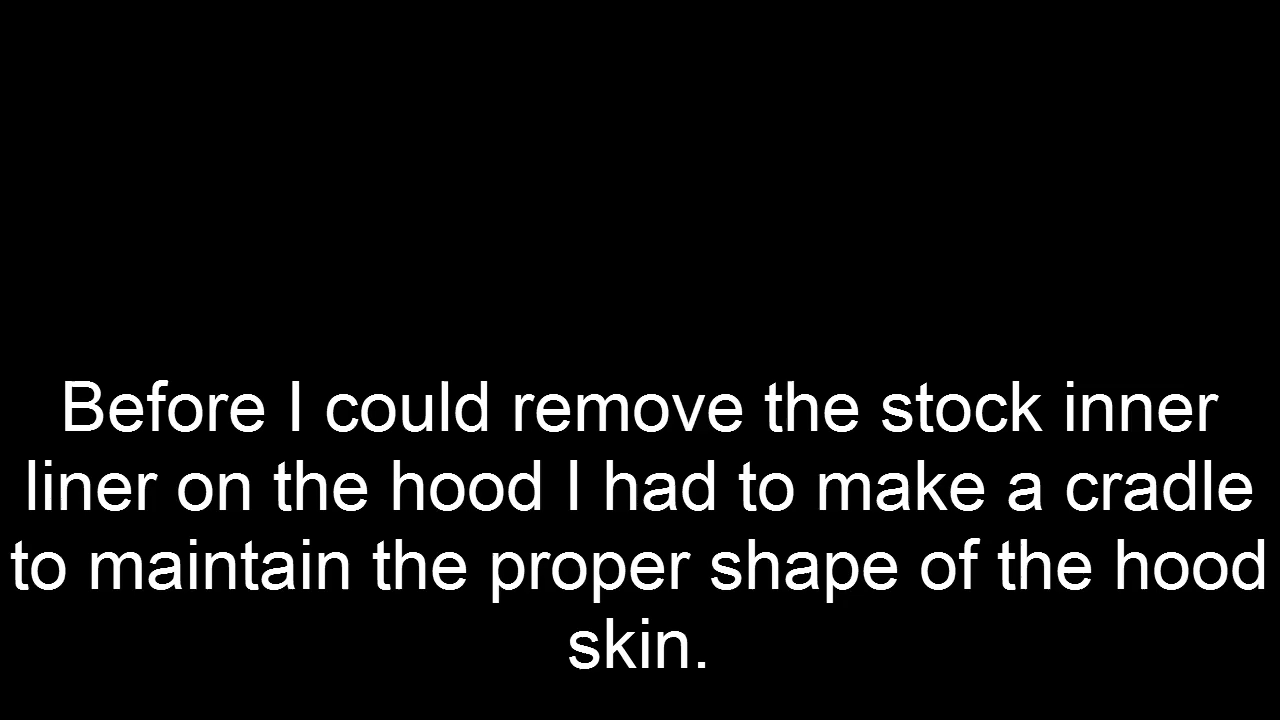 Before I could remove the stock inner
liner on the hood I had to make a cradle
to maintain the proper shape of the hood
skin.